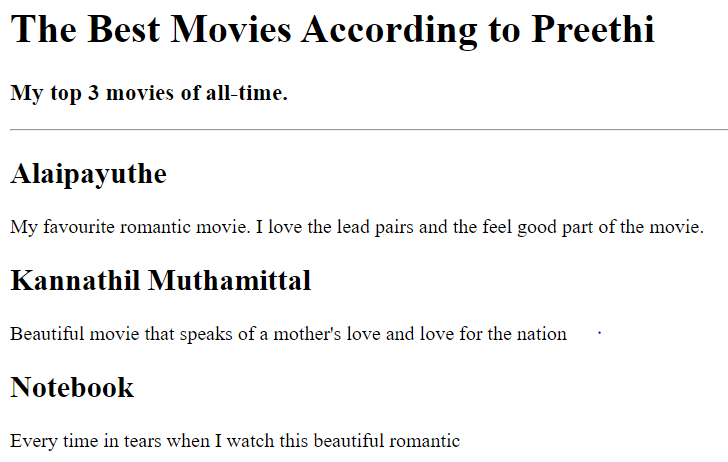 The Best Movies According to Preethi
My top 3 movies of all-time.
Alaipayuthe
My favourite romantic movie. I love the lead pairs and the feel good part of the movie.
Kannathil Muthamittal
Beautiful movie that speaks of a mother's love and love for the nation
Notebook
Every time in tears when I watch this beautiful romantic